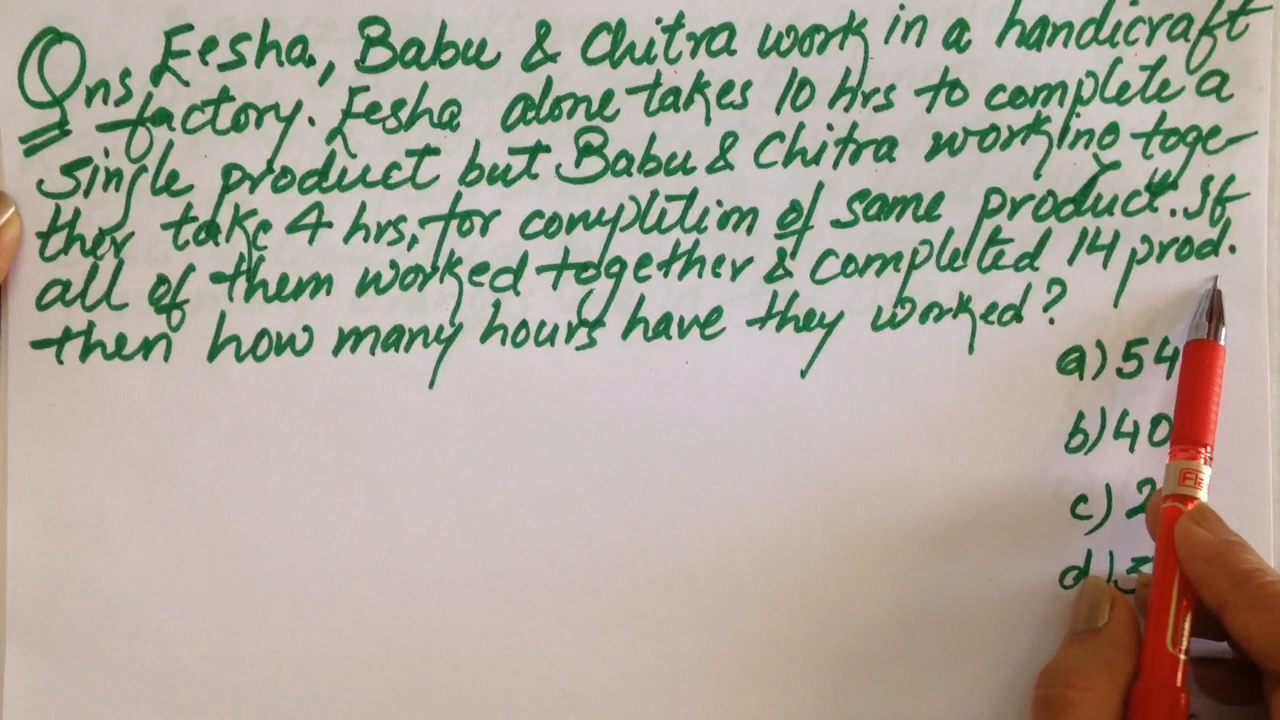 Qns Eesha, Babu & Chitra work in a handicraft
factory. Eesha alone takes 10 hrs to complete a
single product but Babu & Chitra working toge-
ther take 4 hrs, for completion of same product. If
all of them worked together & completed 14 prod.
then how many hours have they worked?
a) 54
b) 40
c) 2
d)